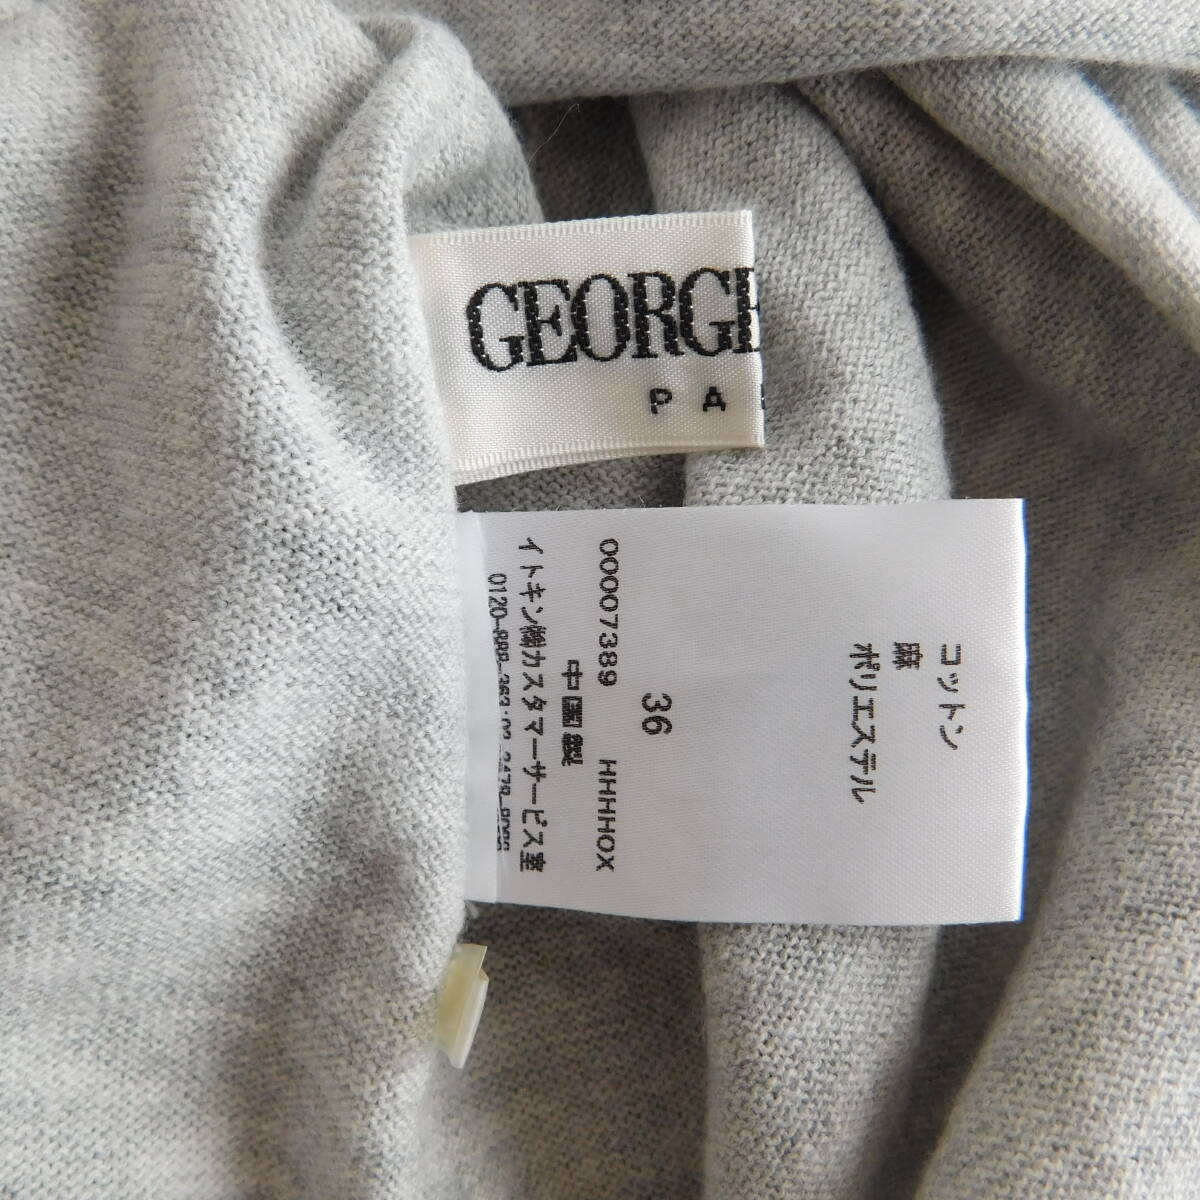 GEORGE
PA
コットン
麻
ポリエステル
36
00007389 HHHHOX
中国製
イトキン㈱カスタマーサービス室